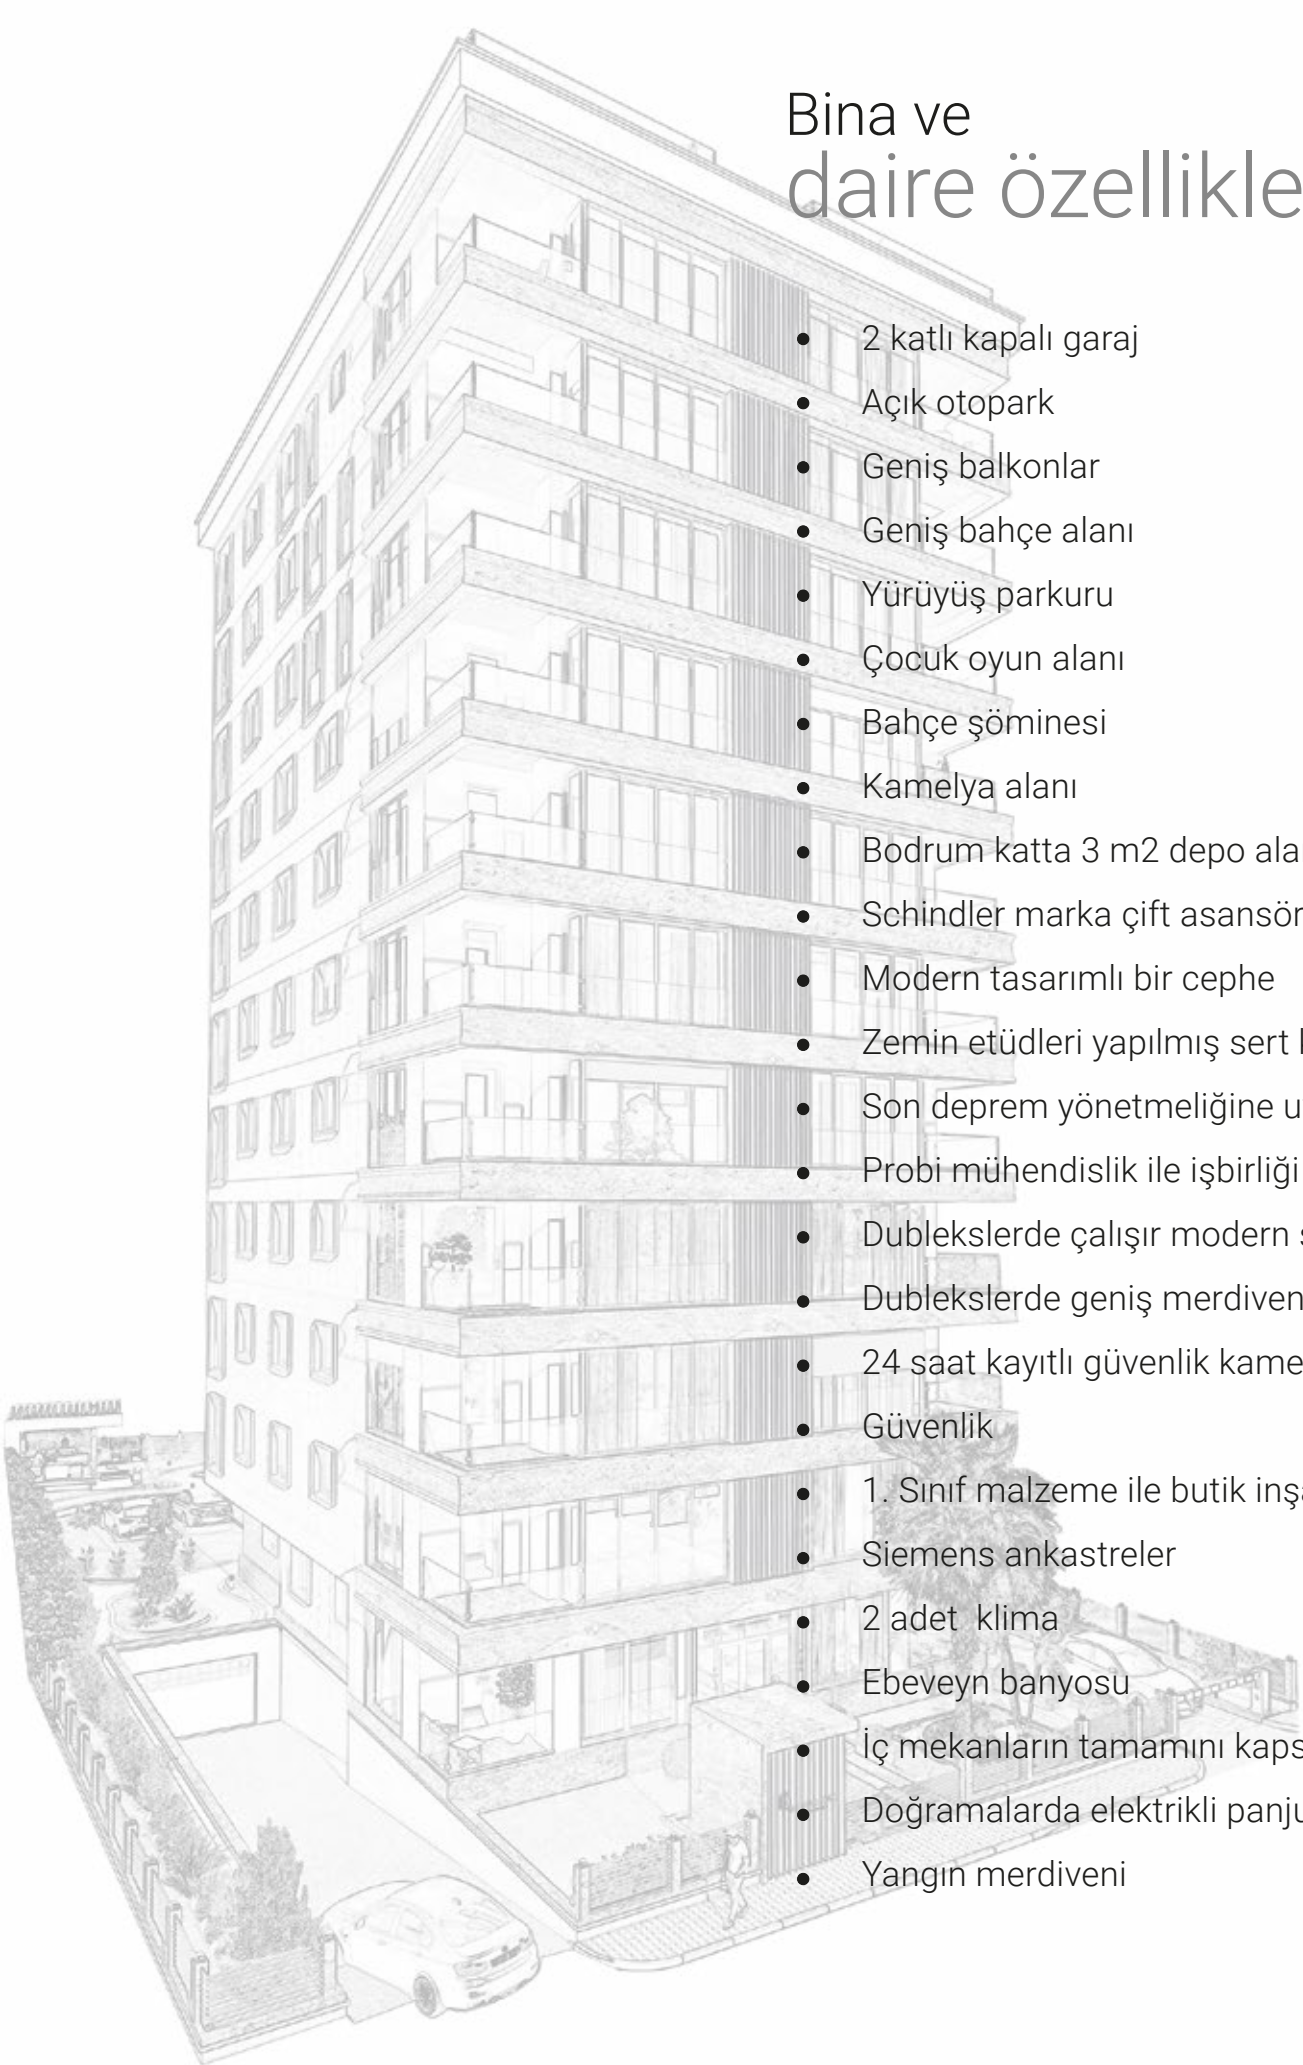 Bina ve
daire özellikle
• 2 katlı kapalı garaj
• Açık otopark
• Geniş balkonlar
• Geniş bahçe alanı
• Yürüyüş parkuru
• Çocuk oyun alanı
• Bahçe şöminesi
• Kamelya alanı
• Bodrum katta 3 m2 depo ala
• Schindler marka çift asansör
• Modern tasarımlı bir cephe
• Zemin etüdleri yapılmış sert
• Son deprem yönetmeliğine u
• Probi mühendislik ile işbirliği
• Dublekslerde çalışır modern
• Dublekslerde geniş merdiven
• 24 saat kayıtlı güvenlik kame
• Güvenlik
• 1. Sınıf malzeme ile butik inşa
• Siemens ankastreler
• 2 adet klima
• Ebeveyn banyosu
• İç mekanların tamamını kaps
• Doğramalarda elektrikli panju
• Yangın merdiveni